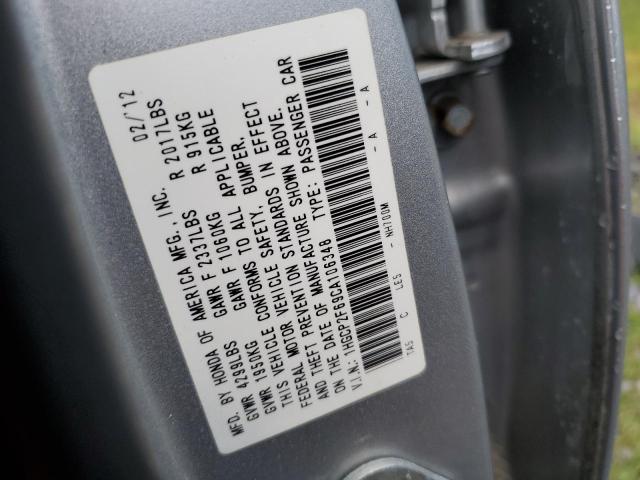 MFD. BY HONDA OF AMERICA MFG., INC. 02/12
GVWR 4299LBS GAWR F 2337LBS R 2017LBS
GVWR 1950KG GAWR F 1060KG R 915KG
THIS VEHICLE CONFORMS TO ALL APPLICABLE
FEDERAL MOTOR VEHICLE SAFETY, BUMPER,
AND THEFT PREVENTION STANDARDS IN EFFECT
ON THE DATE OF MANUFACTURE SHOWN ABOVE.
V.I.N.: 1HGCP2F69CA106348 TYPE: PASSENGER CAR
TA5 C LES - NH700M - A - A